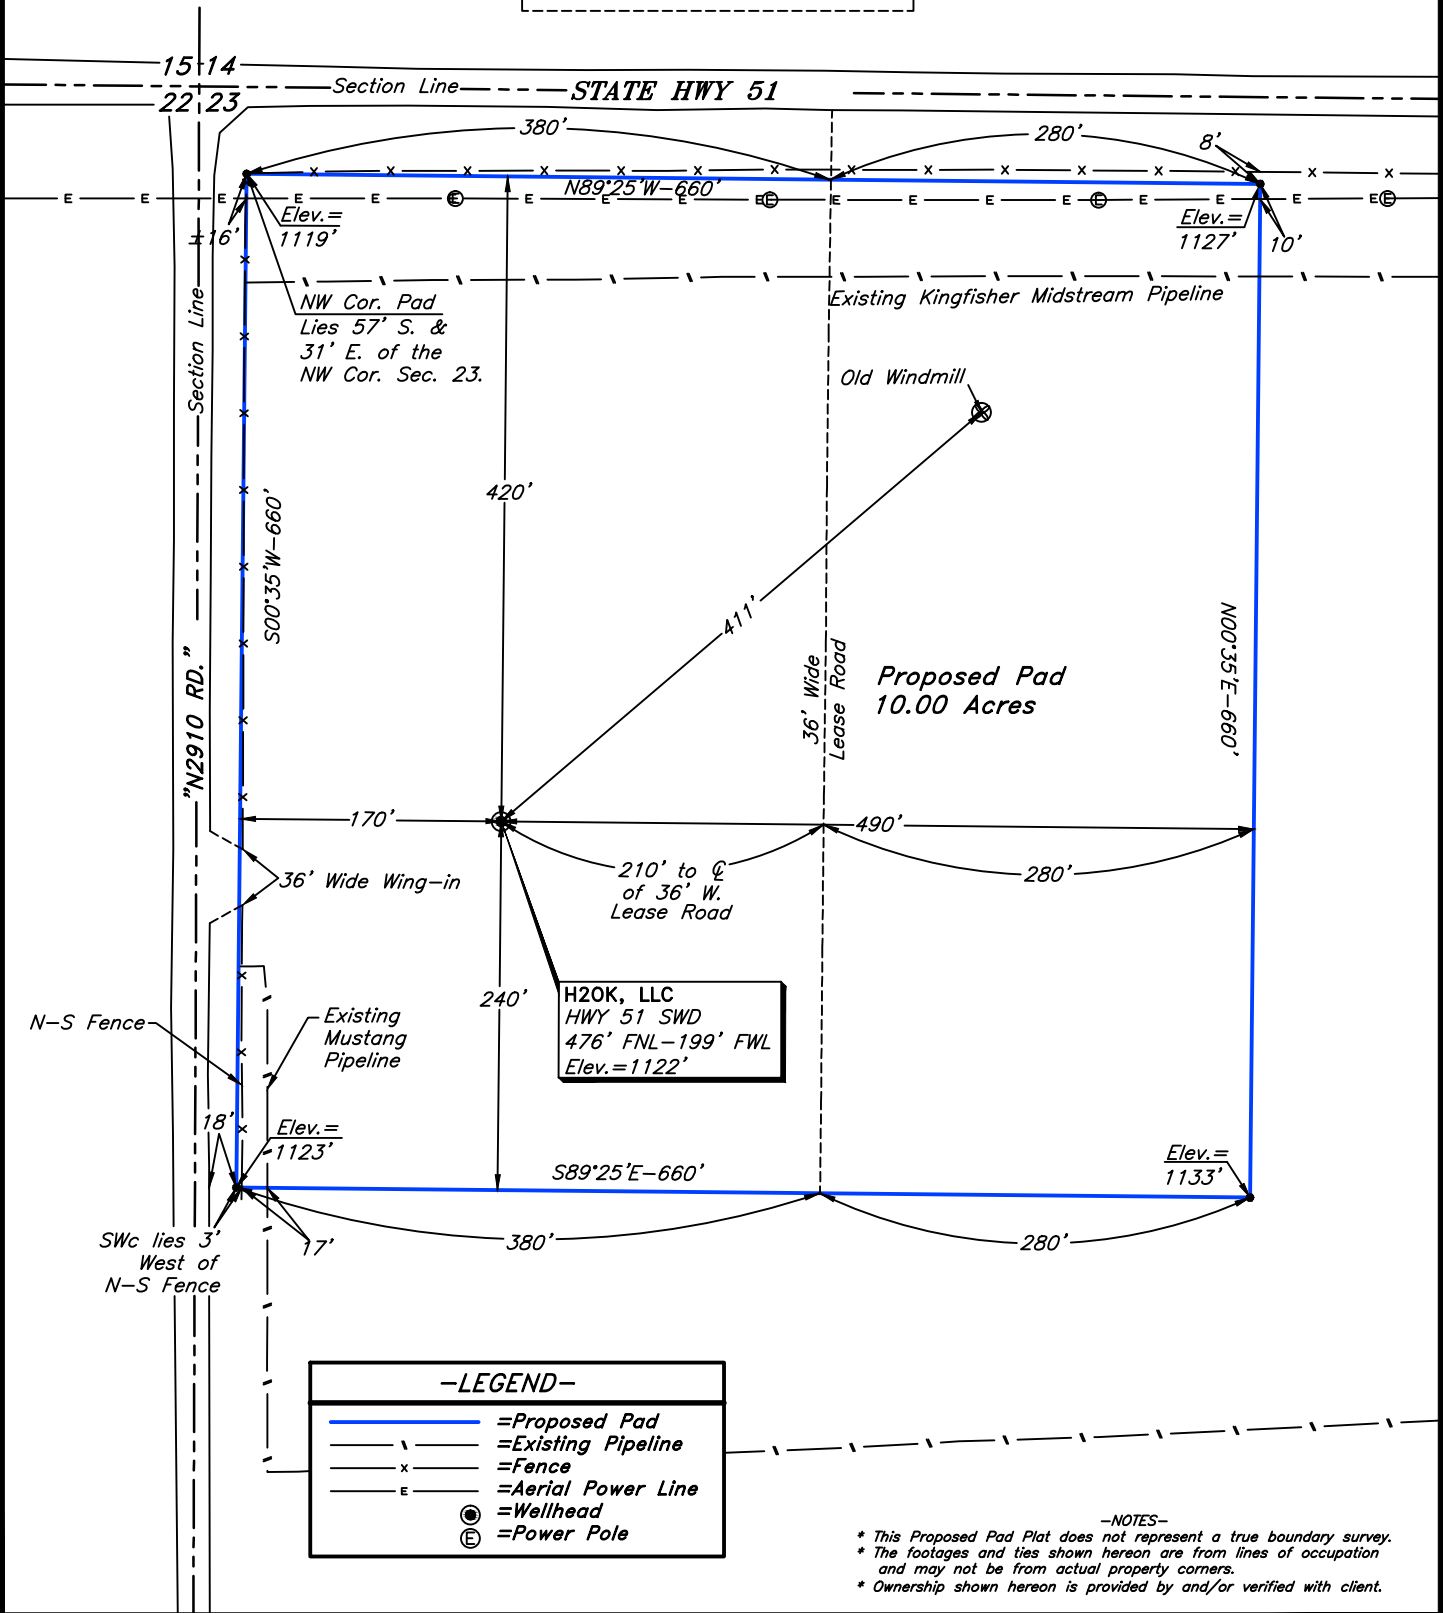 15 14
22 23
Section Line
STATE HWY 51
380'
280'
8'
N89°25'W-660'
E E E E E E E E E E E E E E E E E E
x x x x x x x x x x x x x x x
±16'
Elev.=
1119'
Elev.=
1127'
10'
NW Cor. Pad
Lies 57' S. &
31' E. of the
NW Cor. Sec. 23.
Existing Kingfisher Midstream Pipeline
Section Line
Old Windmill
420'
S00°35'W-660'
411'
N00°35'E-660'
36' Wide
Lease Road
Proposed Pad
10.00 Acres
"N2910 RD."
170'
490'
36' Wide Wing-in
210' to ℄
of 36' W.
Lease Road
280'
240'
H2OK, LLC
HWY 51 SWD
476' FNL-199' FWL
Elev.=1122'
N-S Fence
Existing
Mustang
Pipeline
18'
Elev.=
1123'
S89°25'E-660'
Elev.=
1133'
SWc lies 3'
West of
N-S Fence
17'
380'
280'
-LEGEND-
=Proposed Pad
=Existing Pipeline
x =Fence
E =Aerial Power Line
=Wellhead
E =Power Pole
-NOTES-
* This Proposed Pad Plat does not represent a true boundary survey.
* The footages and ties shown hereon are from lines of occupation
and may not be from actual property corners.
* Ownership shown hereon is provided by and/or verified with client.